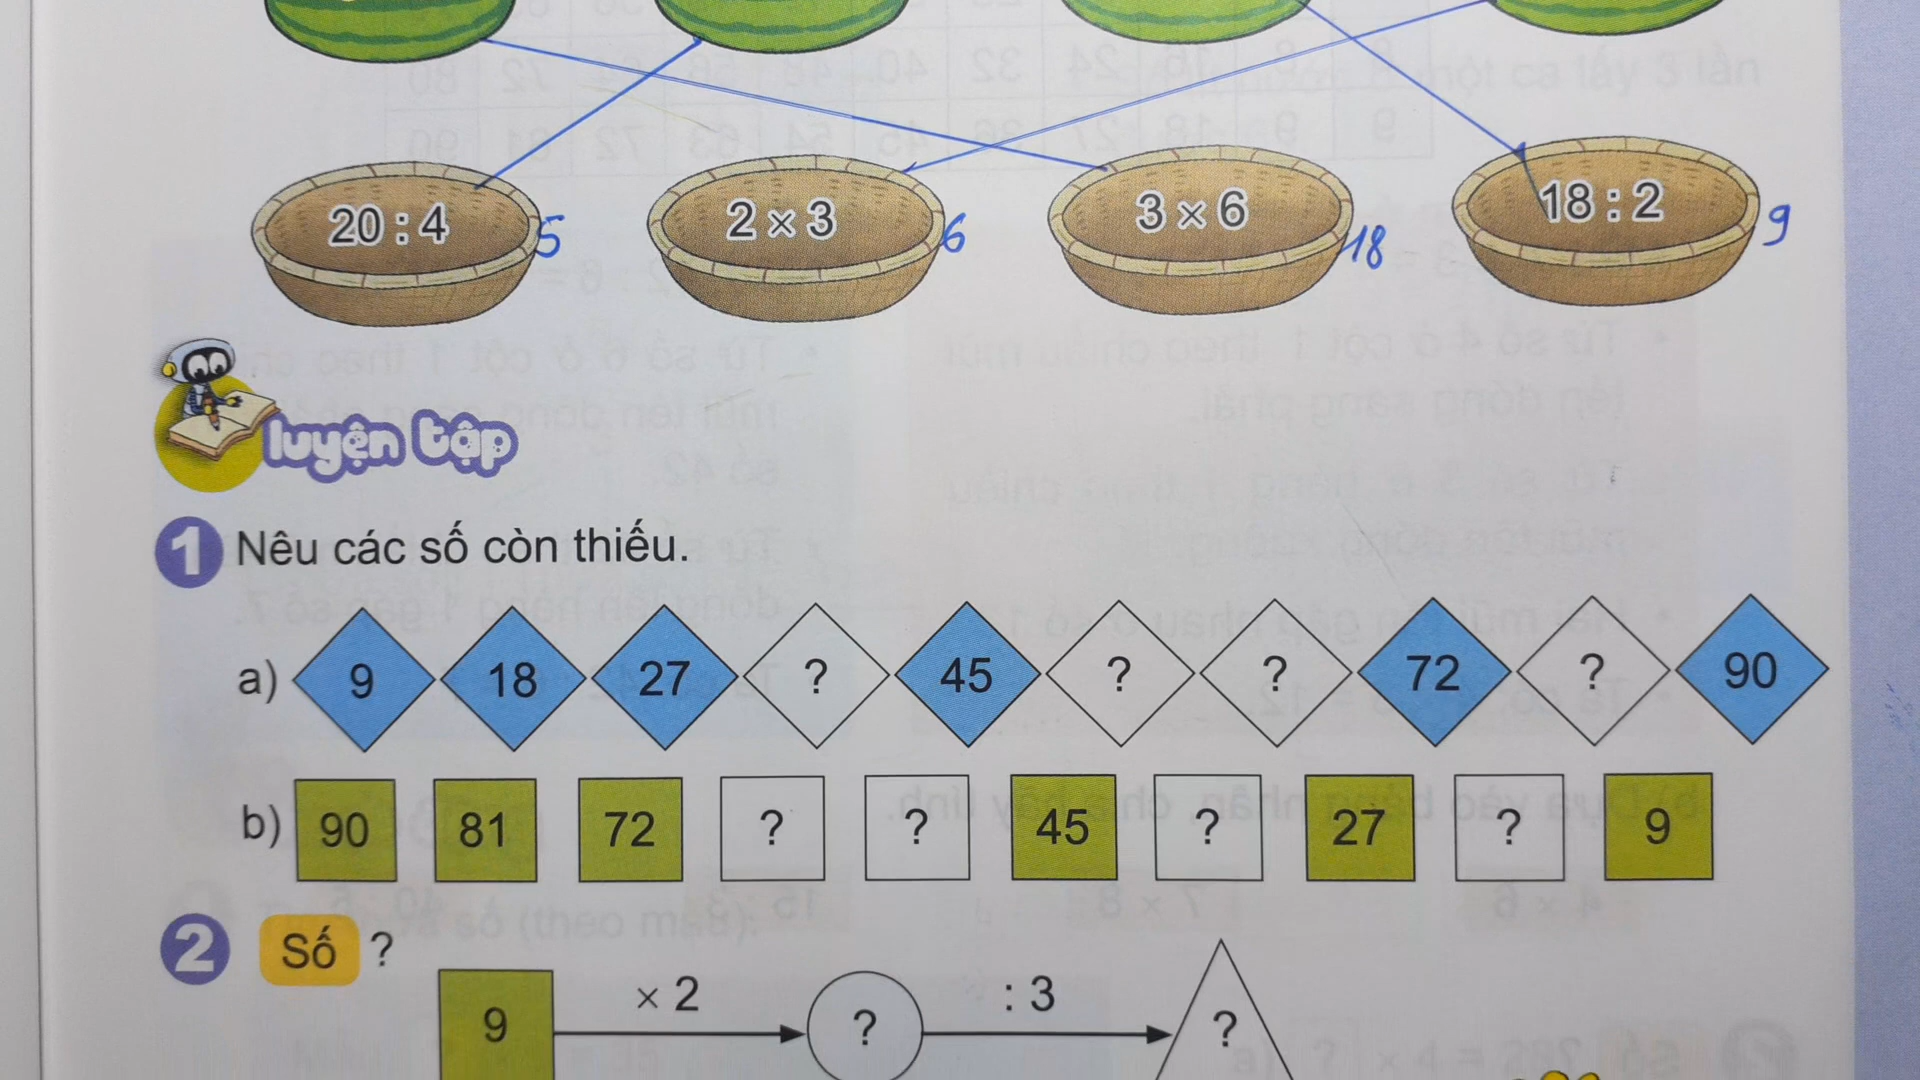 20 : 4 5 2 × 3 6 3 × 6 18 18 : 2 9
luyện tập
1 Nêu các số còn thiếu.
a) 9 18 27 ? 45 ? ? 72 ? 90
b) 90 81 72 ? ? 45 ? 27 ? 9
2 Số ?
× 2 : 3
9 ? ?